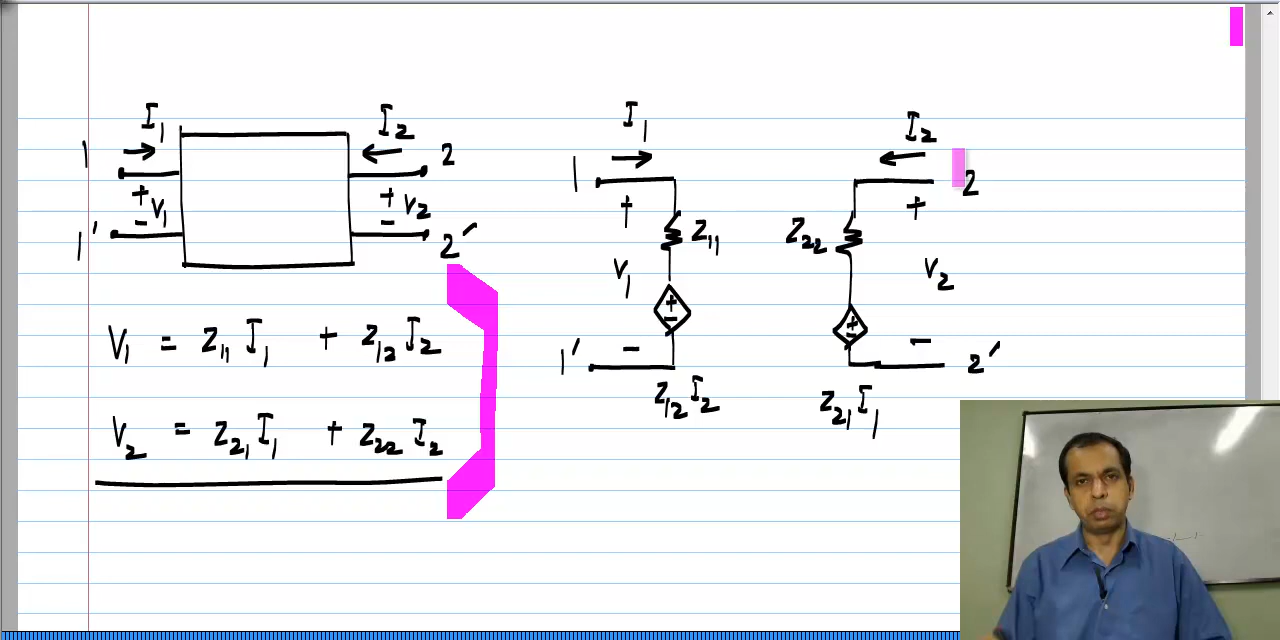 I1 I2
1 2
+ V1 - + V2 -
1' 2'
V1 = Z11 I1 + Z12 I2
V2 = Z21 I1 + Z22 I2
I1 I2
1 2
+ +
Z11 Z22
V1 V2
+ - + -
- -
1' 2'
Z12 I2 Z21 I1